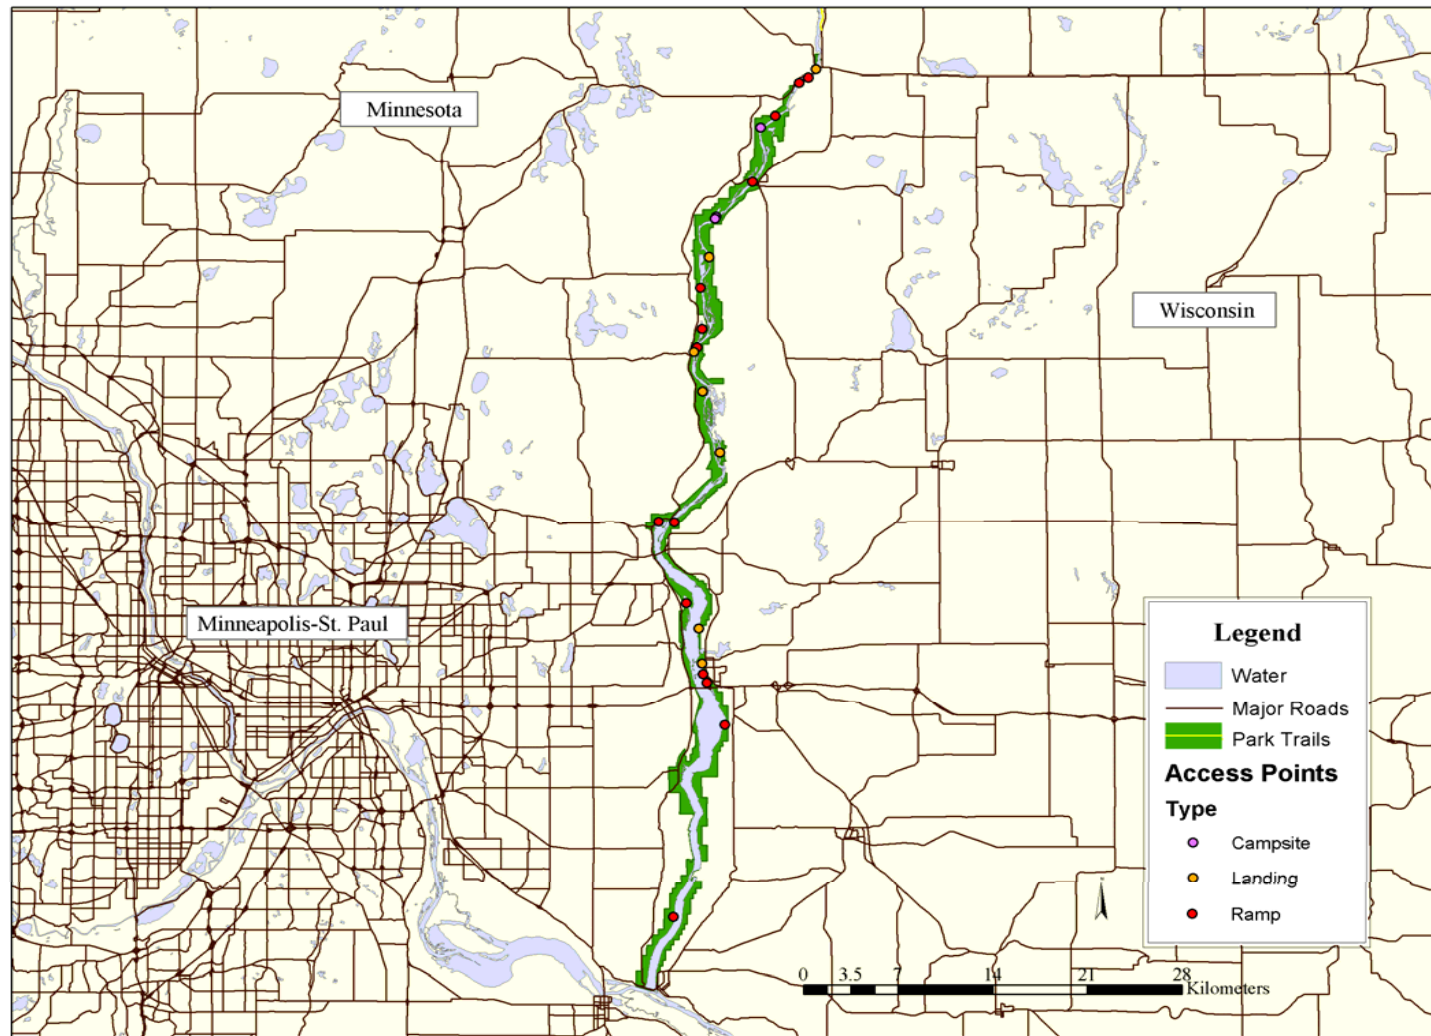 Minnesota
Wisconsin
Minneapolis-St. Paul
Legend
Water
Major Roads
Park Trails
Access Points
Type
Campsite
Landing
Ramp
0 3.5 7 14 21 28
Kilometers